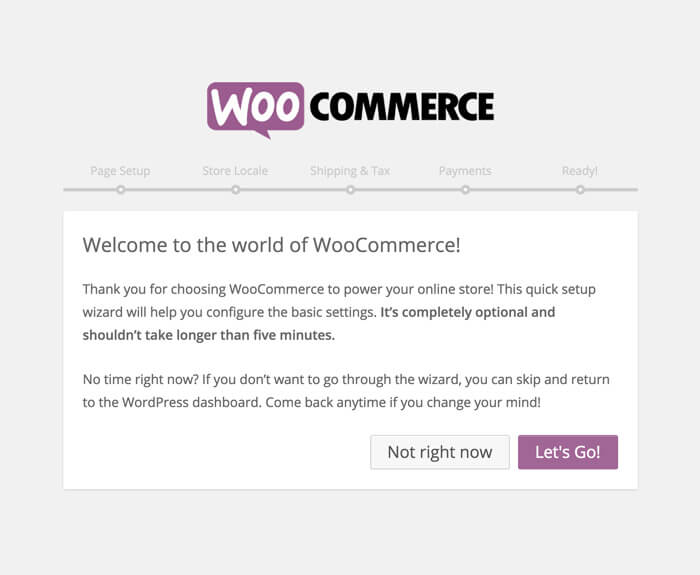 WOO COMMERCE
Page Setup Store Locale Shipping & Tax Payments Ready!
Welcome to the world of WooCommerce!
Thank you for choosing WooCommerce to power your online store! This quick setup
wizard will help you configure the basic settings. It’s completely optional and
shouldn’t take longer than five minutes.
No time right now? If you don’t want to go through the wizard, you can skip and return
to the WordPress dashboard. Come back anytime if you change your mind!
Not right now Let's Go!